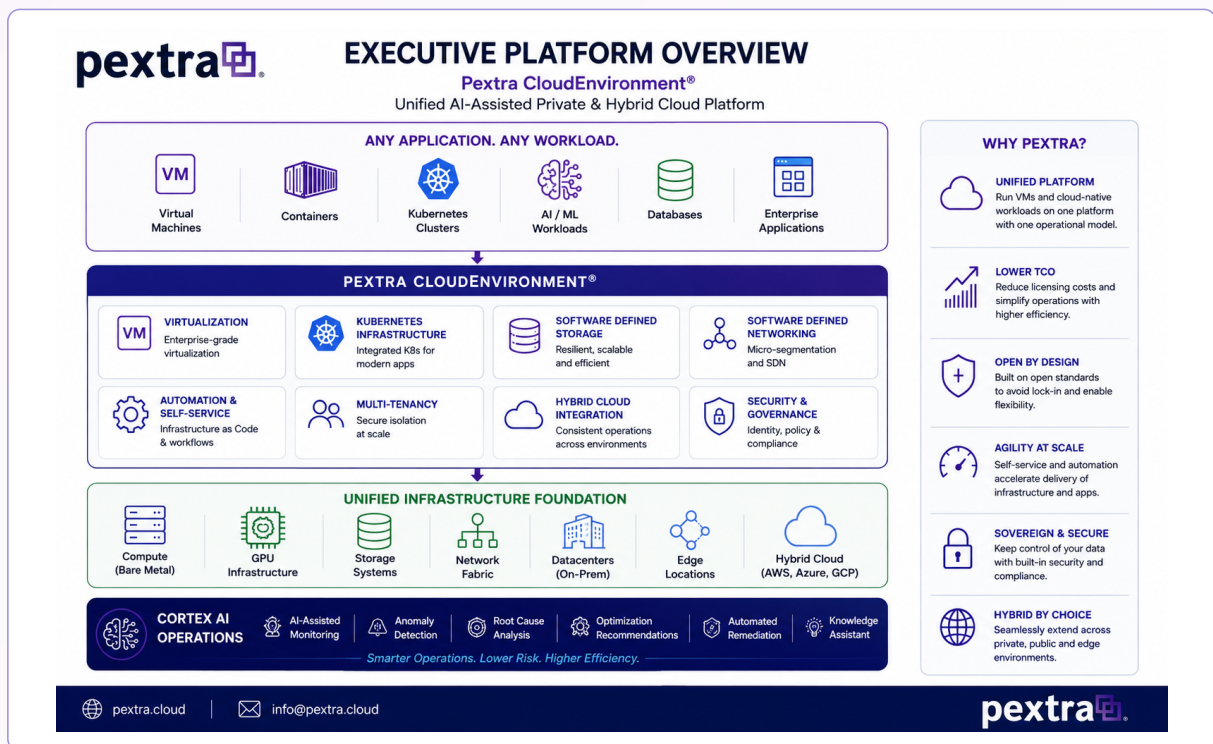 pextra®
EXECUTIVE PLATFORM OVERVIEW
Pextra CloudEnvironment®
Unified AI-Assisted Private & Hybrid Cloud Platform
ANY APPLICATION. ANY WORKLOAD.
VM
Virtual
Machines
Containers
Kubernetes
Clusters
AI / ML
Workloads
Databases
Enterprise
Applications
PEXTRA CLOUDENVIRONMENT®
VM
VIRTUALIZATION
Enterprise-grade
virtualization
KUBERNETES
INFRASTRUCTURE
Integrated K8s for
modern apps
SOFTWARE DEFINED
STORAGE
Resilient, scalable
and efficient
SOFTWARE DEFINED
NETWORKING
Micro-segmentation
and SDN
AUTOMATION &
SELF-SERVICE
Infrastructure as Code
& workflows
MULTI-TENANCY
Secure isolation
at scale
HYBRID CLOUD
INTEGRATION
Consistent operations
across environments
SECURITY &
GOVERNANCE
Identity, policy &
compliance
UNIFIED INFRASTRUCTURE FOUNDATION
Compute
(Bare Metal)
GPU
Infrastructure
Storage
Systems
Network
Fabric
Datacenters
(On-Prem)
Edge
Locations
Hybrid Cloud
(AWS, Azure, GCP)
CORTEX AI
OPERATIONS
AI-Assisted
Monitoring
Anomaly
Detection
Root Cause
Analysis
Optimization
Recommendations
Automated
Remediation
Knowledge
Assistant
Smarter Operations. Lower Risk. Higher Efficiency.
WHY PEXTRA?
UNIFIED PLATFORM
Run VMs and cloud-native
workloads on one platform
with one operational model.
LOWER TCO
Reduce licensing costs and
simplify operations with
higher efficiency.
OPEN BY DESIGN
Built on open standards
to avoid lock-in and enable
flexibility.
AGILITY AT SCALE
Self-service and automation
accelerate delivery of
infrastructure and apps.
SOVEREIGN & SECURE
Keep control of your data
with built-in security and
compliance.
HYBRID BY CHOICE
Seamlessly extend across
private, public and edge
environments.
pextra.cloud
info@pextra.cloud
pextra®